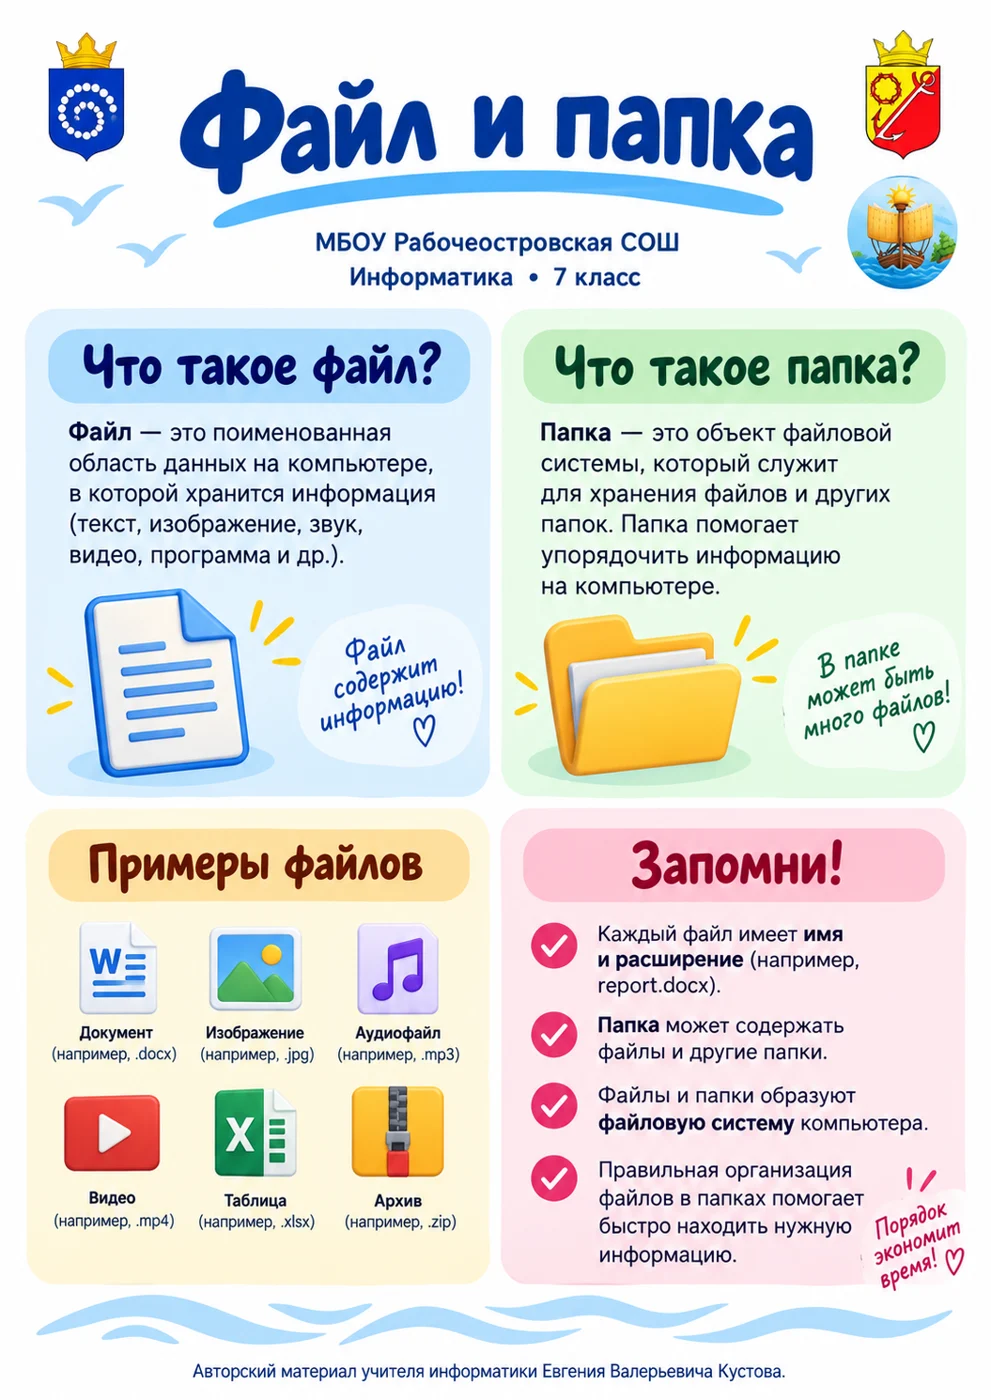 Файл и папка
МБОУ Рабочеостровская СОШ
Информатика • 7 класс
Что такое файл?
Файл — это поименованная
область данных на компьютере,
в которой хранится информация
(текст, изображение, звук,
видео, программа и др.).
Файл
содержит
информацию!
Что такое папка?
Папка — это объект файловой
системы, который служит
для хранения файлов и других
папок. Папка помогает
упорядочить информацию
на компьютере.
В папке
может быть
много файлов!
Примеры файлов
W
Документ
(например, .docx)
Изображение
(например, .jpg)
Аудиофайл
(например, .mp3)
Видео
(например, .mp4)
X
Таблица
(например, .xlsx)
Архив
(например, .zip)
Запомни!
Каждый файл имеет имя
и расширение (например,
report.docx).
Папка может содержать
файлы и другие папки.
Файлы и папки образуют
файловую систему компьютера.
Правильная организация
файлов в папках помогает
быстро находить нужную
информацию.
Порядок
экономит
время!
Авторский материал учителя информатики Евгения Валерьевича Кустова.